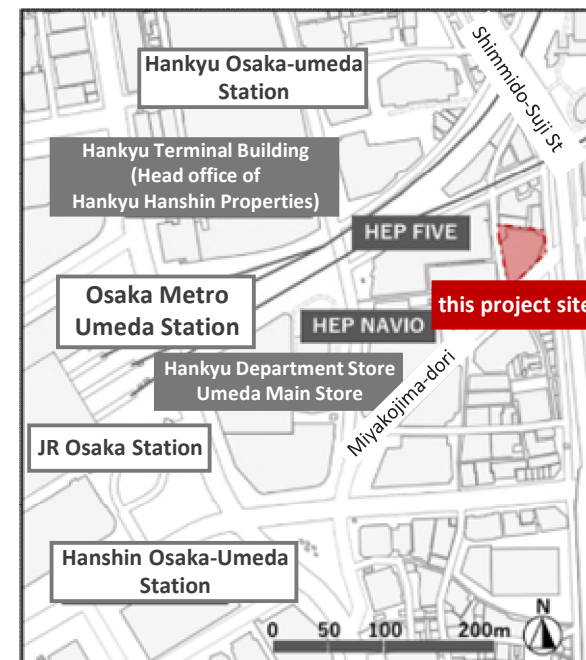 Hankyu Osaka-umeda
Station
Shimmido-Suji St
Hankyu Terminal Building
(Head office of
Hankyu Hanshin Properties)
HEP FIVE
Osaka Metro
Umeda Station
this project site
HEP NAVIO
Hankyu Department Store
Umeda Main Store
Miyakojima-dori
JR Osaka Station
Hanshin Osaka-Umeda
Station
N
0 50 100 200m